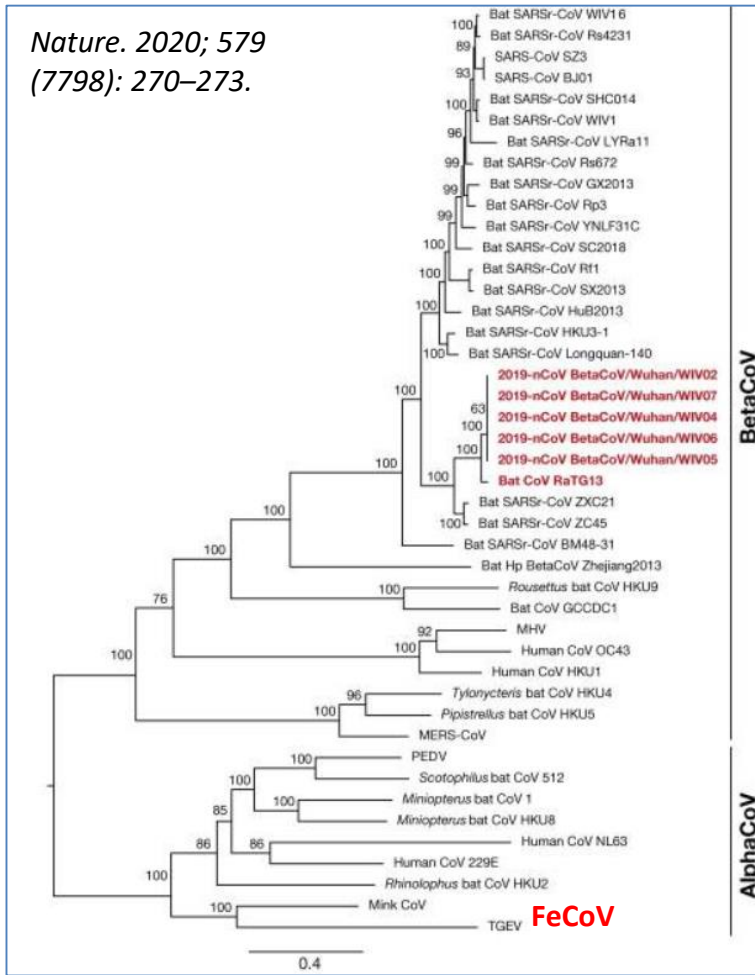 Nature. 2020; 579
(7798): 270–273.
Bat SARSr-CoV WIV16
100
Bat SARSr-CoV Rs4231
89
SARS-CoV SZ3
93
SARS-CoV BJ01
Bat SARSr-CoV SHC014
100
Bat SARSr-CoV WIV1
96
Bat SARSr-CoV LYRa11
99
Bat SARSr-CoV Rs672
Bat SARSr-CoV GX2013
99
Bat SARSr-CoV Rp3
99
Bat SARSr-CoV YNLF31C
100
Bat SARSr-CoV SC2018
100
Bat SARSr-CoV Rf1
Bat SARSr-CoV SX2013
100
Bat SARSr-CoV HuB2013
Bat SARSr-CoV HKU3-1
100
Bat SARSr-CoV Longquan-140
2019-nCoV BetaCoV/Wuhan/WIV02
2019-nCoV BetaCoV/Wuhan/WIV07
63
2019-nCoV BetaCoV/Wuhan/WIV04
100
2019-nCoV BetaCoV/Wuhan/WIV06
100
2019-nCoV BetaCoV/Wuhan/WIV05
100
Bat CoV RaTG13
Bat SARSr-CoV ZXC21
100
Bat SARSr-CoV ZC45
100
Bat SARSr-CoV BM48-31
100
Bat Hp BetaCoV Zhejiang2013
100
Rousettus bat CoV HKU9
100
Bat CoV GCCDC1
76
MHV
92
Human CoV OC43
100
Human CoV HKU1
100
Tylonycteris bat CoV HKU4
96
Pipistrellus bat CoV HKU5
100
MERS-CoV
BetaCoV
PEDV
100
Scotophilus bat CoV 512
100
Miniopterus bat CoV 1
100
Miniopterus bat CoV HKU8
85
Human CoV NL63
86
86
Human CoV 229E
Rhinolophus bat CoV HKU2
100
Mink CoV
100
TGEV
FeCoV
AlphaCoV
0.4